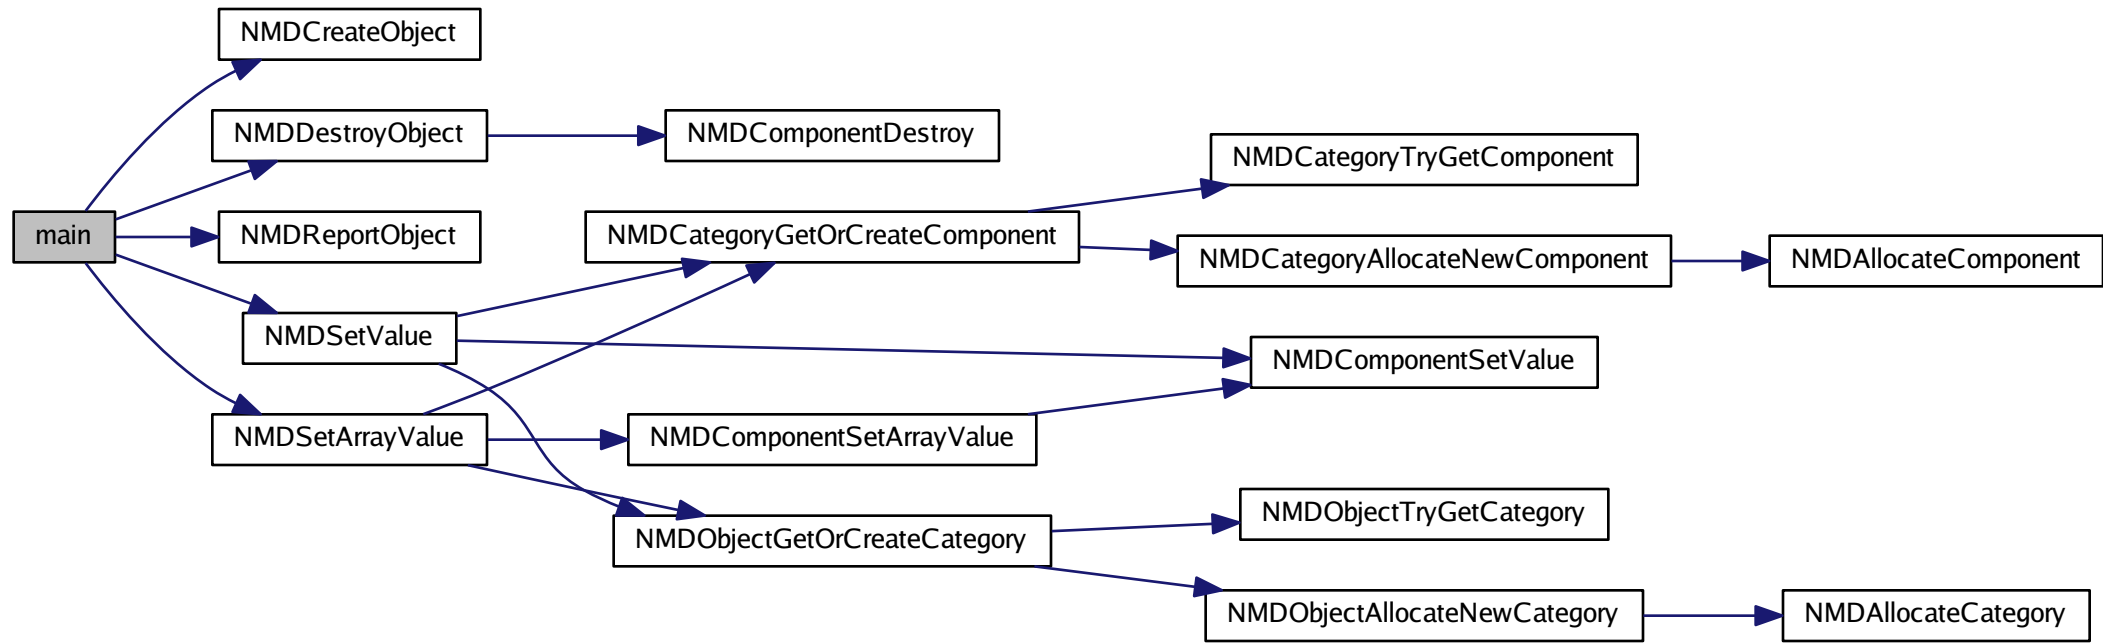 NMDCreateObject
NMDDestroyObject
NMDComponentDestroy
NMDCategoryTryGetComponent
main
NMDReportObject
NMDCategoryGetOrCreateComponent
NMDCategoryAllocateNewComponent
NMDAllocateComponent
NMDSetValue
NMDComponentSetValue
NMDSetArrayValue
NMDComponentSetArrayValue
NMDObjectTryGetCategory
NMDObjectGetOrCreateCategory
NMDObjectAllocateNewCategory
NMDAllocateCategory